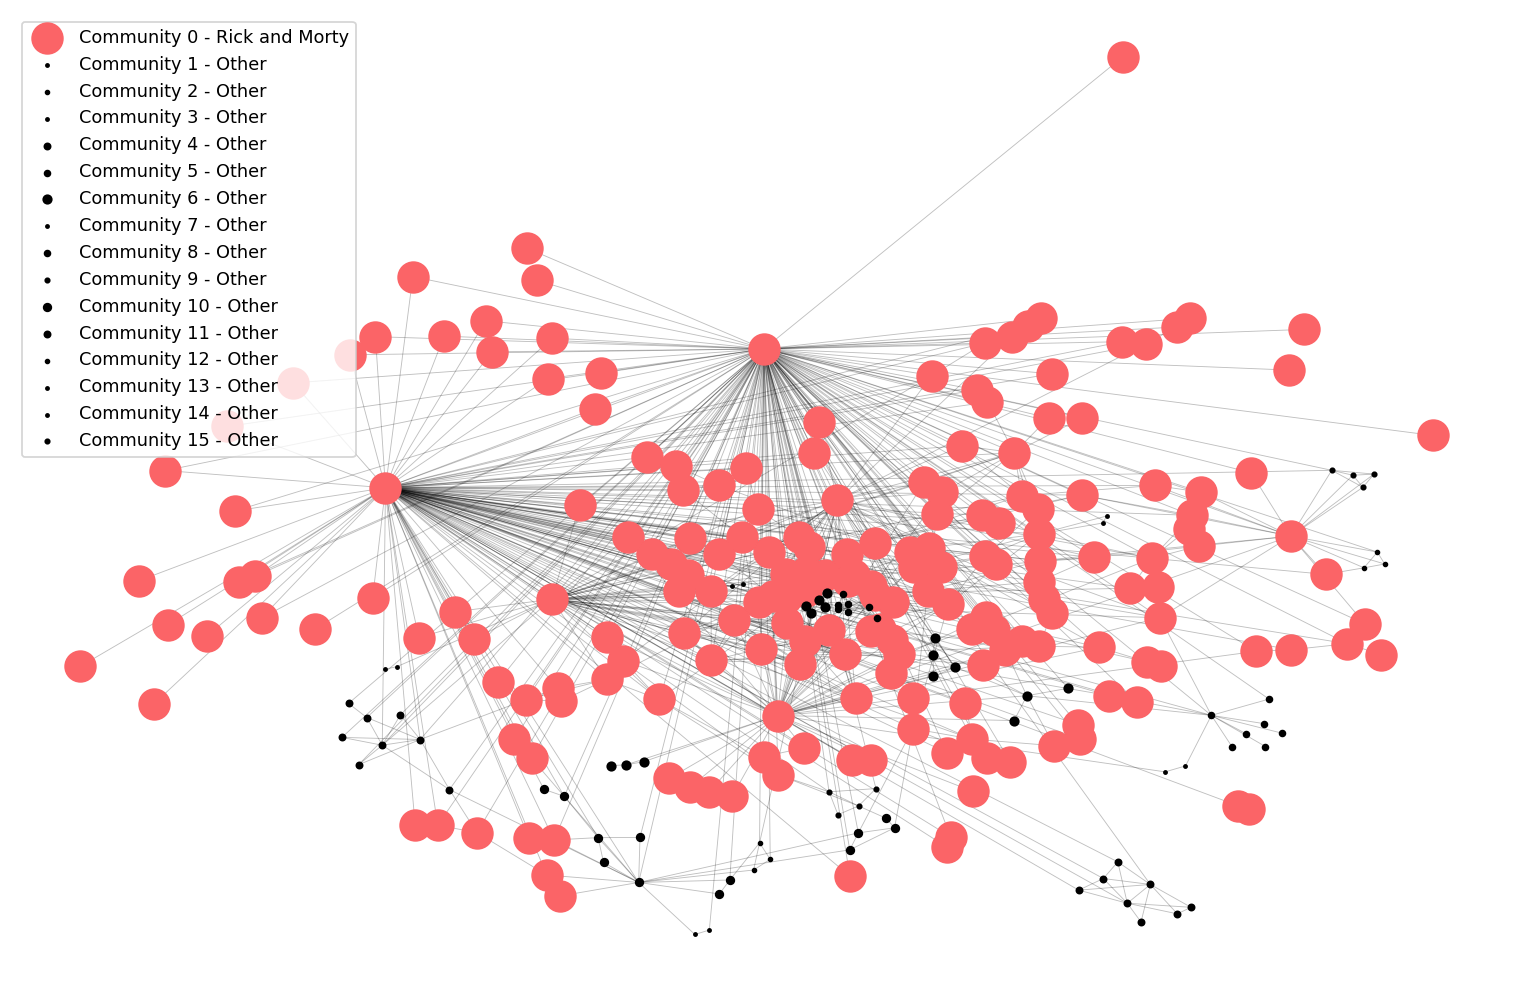 Community 0 - Rick and Morty
Community 1 - Other
Community 2 - Other
Community 3 - Other
Community 4 - Other
Community 5 - Other
Community 6 - Other
Community 7 - Other
Community 8 - Other
Community 9 - Other
Community 10 - Other
Community 11 - Other
Community 12 - Other
Community 13 - Other
Community 14 - Other
Community 15 - Other